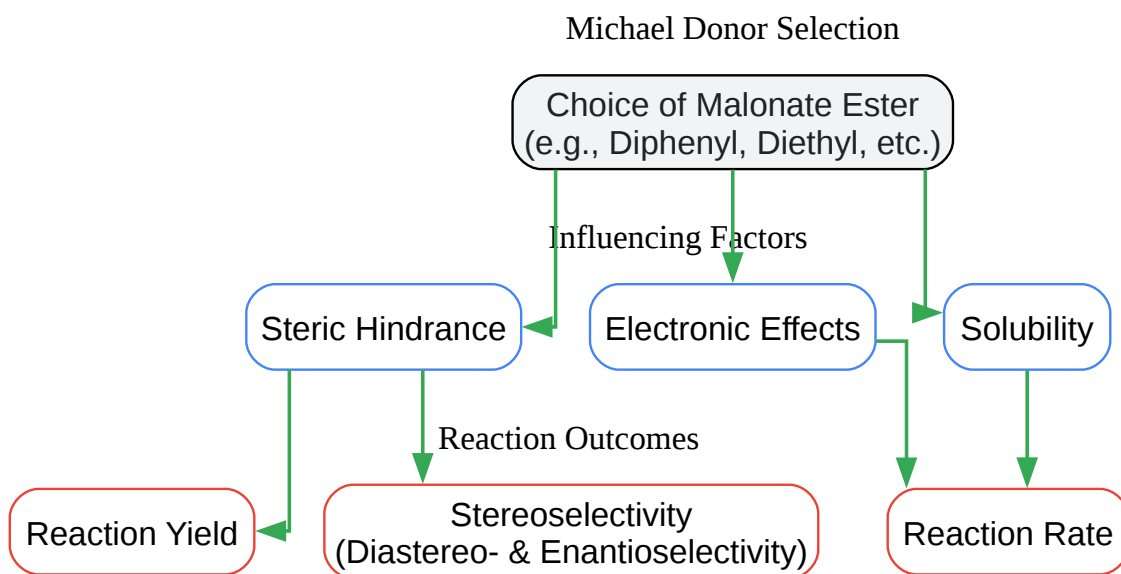 Michael Donor Selection
Choice of Malonate Ester
(e.g., Diphenyl, Diethyl, etc.)
Influencing Factors
Steric Hindrance
Electronic Effects
Solubility
Reaction Outcomes
Reaction Yield
Stereoselectivity
(Diastereo- & Enantioselectivity)
Reaction Rate